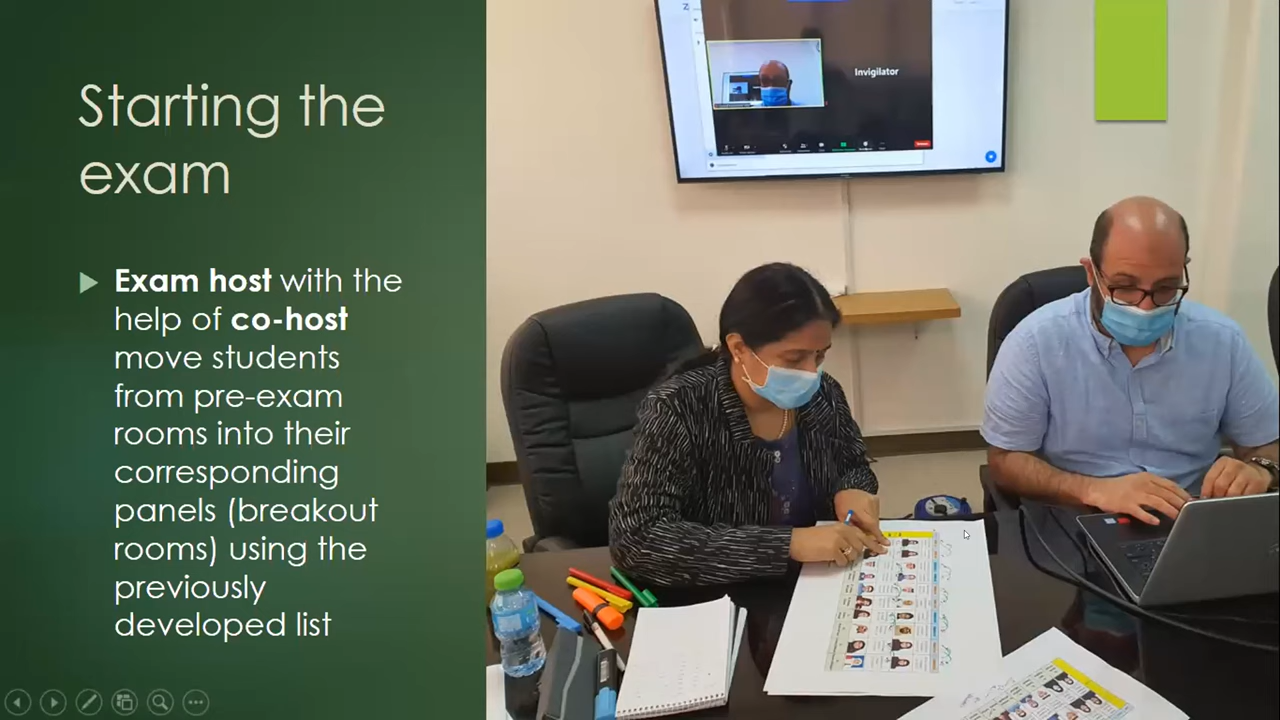 Starting the
exam
Exam host with the
help of co-host
move students
from pre-exam
rooms into their
corresponding
panels (breakout
rooms) using the
previously
developed list
Invigilator